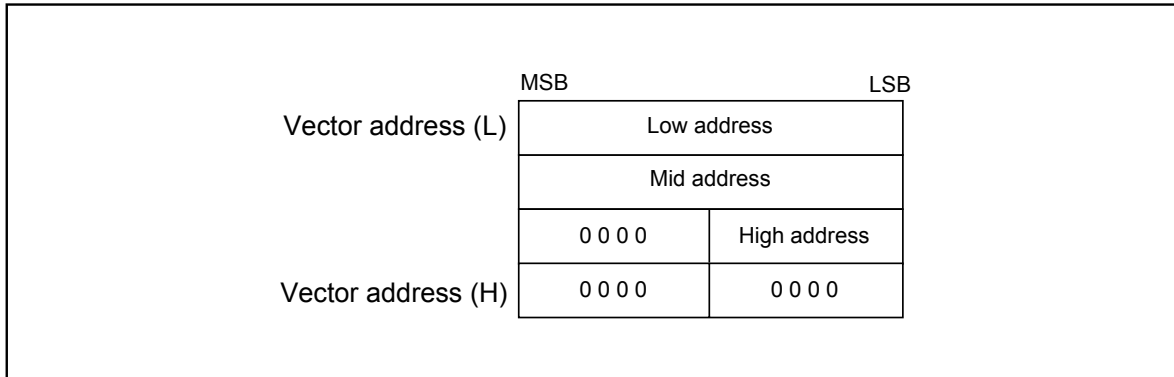 MSB LSB
Vector address (L) Low address
Mid address
0 0 0 0 High address
Vector address (H) 0 0 0 0 0 0 0 0